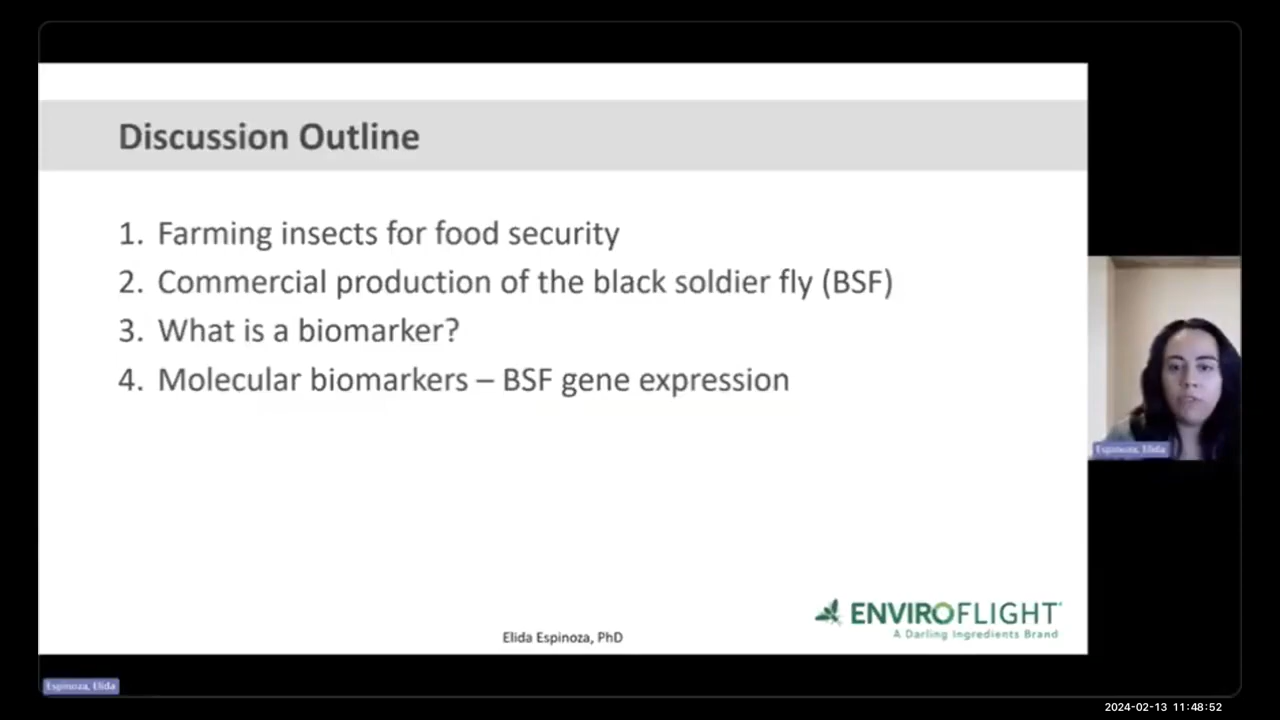 Discussion Outline
1. Farming insects for food security
2. Commercial production of the black soldier fly (BSF)
3. What is a biomarker?
4. Molecular biomarkers – BSF gene expression
Espinoza, Elida
ENVIROFLIGHT
A Darling Ingredients Brand
Elida Espinoza, PhD
Espinoza, Elida
2024-02-13 11:48:52